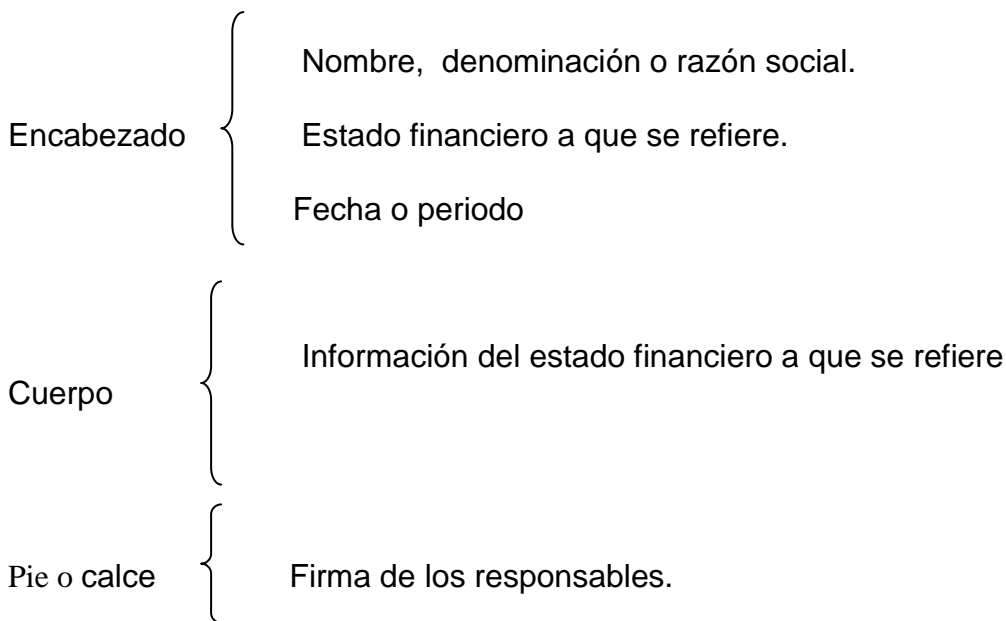 Nombre, denominación o razón social.
Encabezado
Estado financiero a que se refiere.
Fecha o periodo
Información del estado financiero a que se refiere
Cuerpo
Pie o calce
Firma de los responsables.